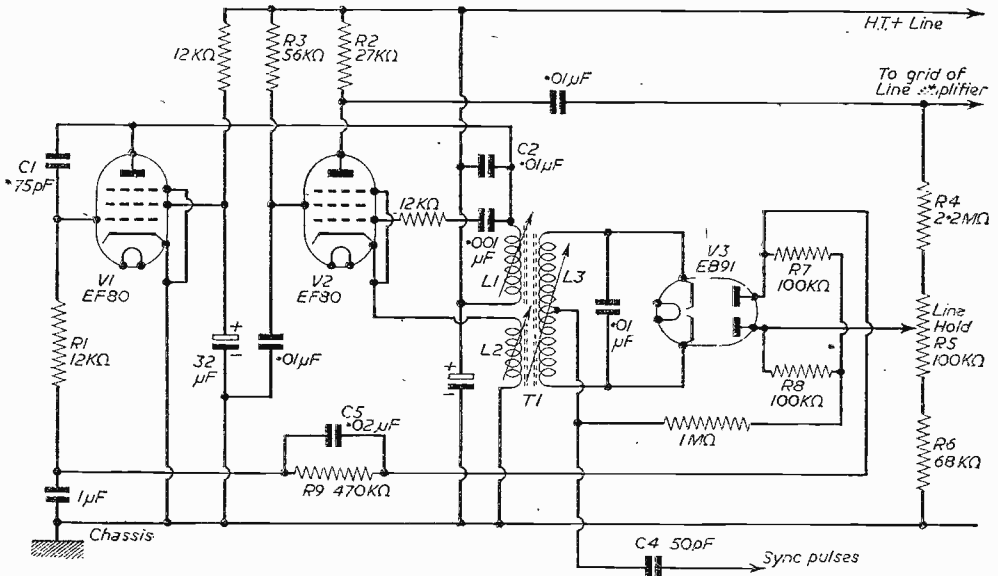 H.T.+ Line
12KΩ
R3
56KΩ
R2
27KΩ
·01μF
To grid of
C1
·75pF
C2
·01μF
12KΩ
·001
μF
V1
EF80
V2
EF80
L1
L3
V3
EB91
R4
2·2MΩ
R7
100KΩ
Line
Hold
R5
100KΩ
R1
12KΩ
+
-
32
μF
·01μF
+
-
L2
·01
μF
T1
R8
100KΩ
C5
·02μF
1MΩ
R6
68KΩ
R9 470KΩ
1μF
Chassis
C4 50pF
Sync pulses